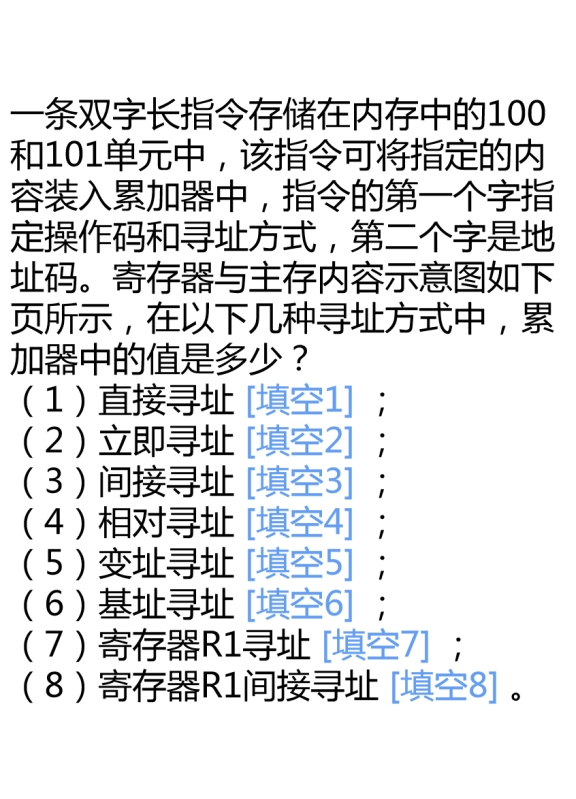 一条双字长指令存储在内存中的100
和101单元中，该指令可将指定的内
容装入累加器中，指令的第一个字指
定操作码和寻址方式，第二个字是地
址码。寄存器与主存内容示意图如下
页所示，在以下几种寻址方式中，累
加器中的值是多少？
（1）直接寻址 [填空1] ；
（2）立即寻址 [填空2] ；
（3）间接寻址 [填空3] ；
（4）相对寻址 [填空4] ；
（5）变址寻址 [填空5] ；
（6）基址寻址 [填空6] ；
（7）寄存器R1寻址 [填空7] ；
（8）寄存器R1间接寻址 [填空8] 。